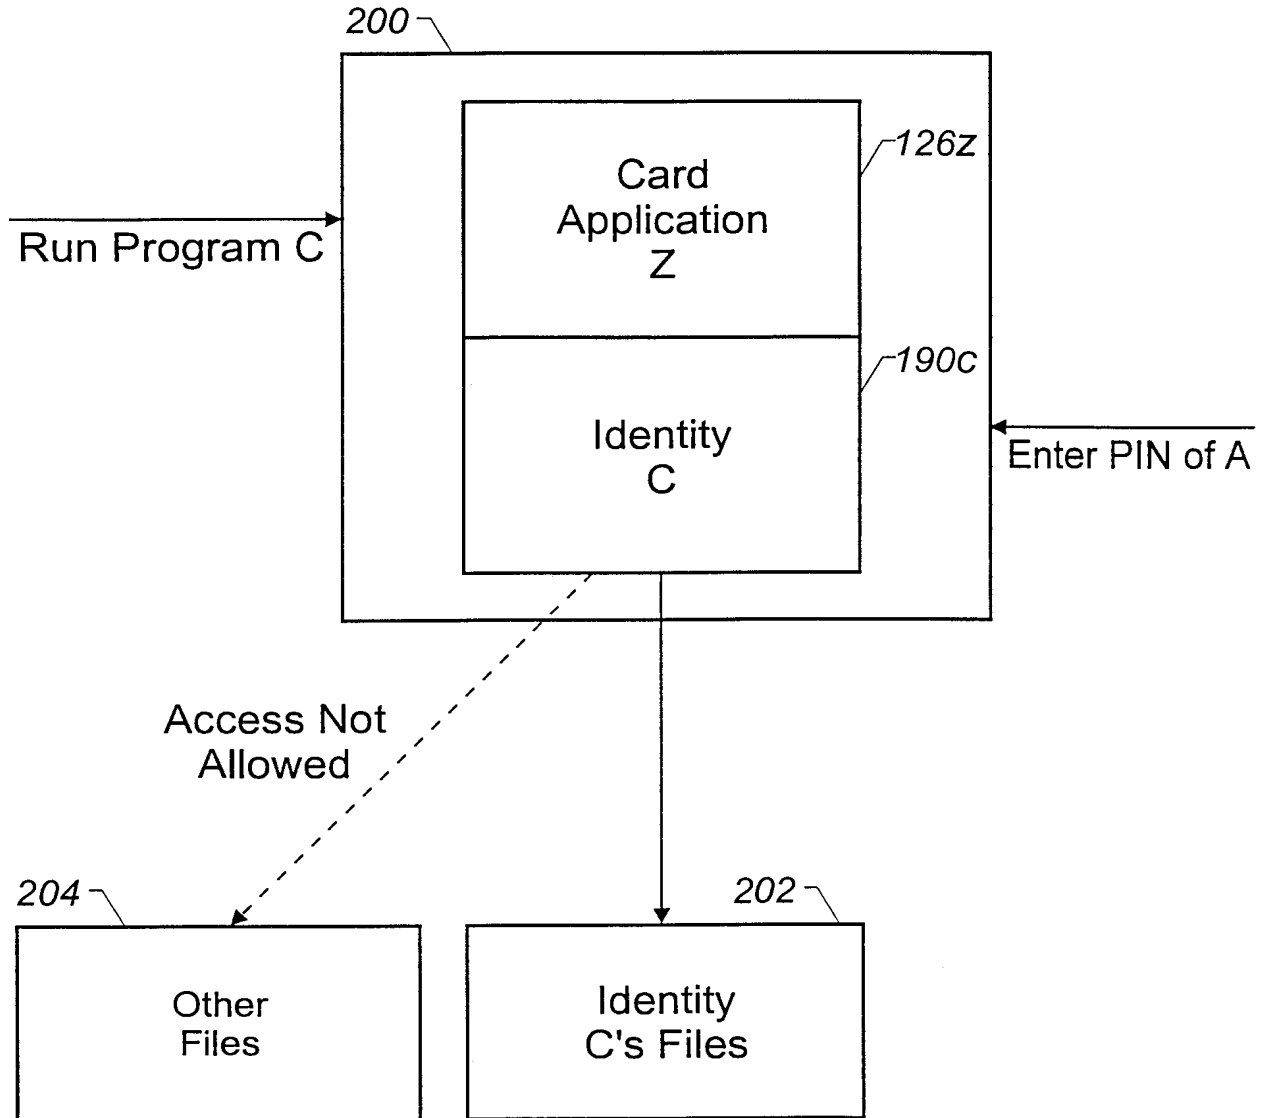 200
126z
Card
Application
Z
Run Program C
190c
Identity
C
Enter PIN of A
Access Not
Allowed
204
202
Other
Files
Identity
C's Files